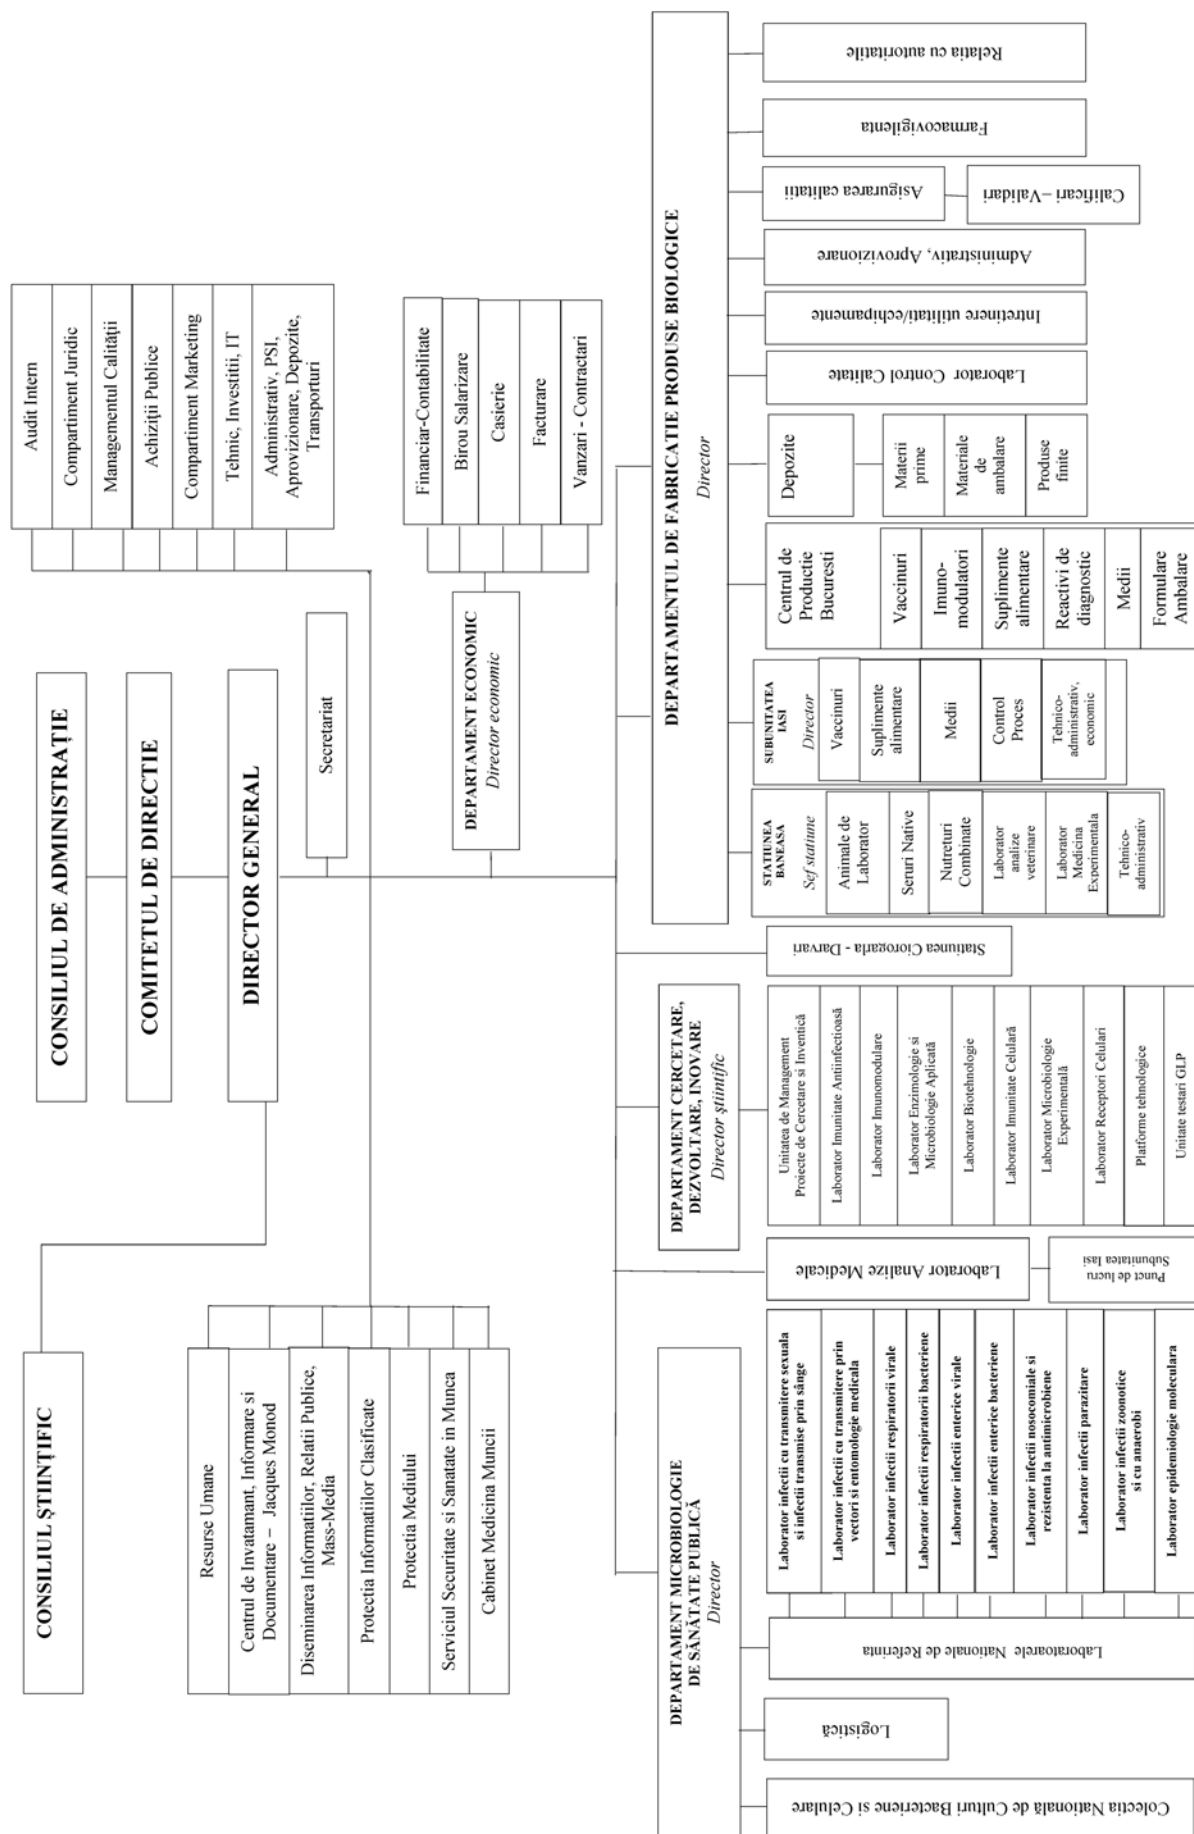 CONSILIUL DE ADMINISTRAȚIE
COMITETUL DE DIRECTIE
DIRECTOR GENERAL
CONSILIUL ȘTIINȚIFIC
Secretariat
Resurse Umane
Centrul de Invatamant, Informare si
Documentare – Jacques Monod
Diseminarea Informatiilor, Relatii Publice,
Mass-Media
Protectia Informatiilor Clasificate
Protectia Mediului
Serviciul Securitate si Sanatate in Munca
Cabinet Medicina Muncii
Audit Intern
Compartiment Juridic
Managementul Calității
Achiziții Publice
Compartiment Marketing
Tehnic, Investitii, IT
Administrativ, PSI,
Aprovizionare, Depozite,
Transporturi
DEPARTAMENT ECONOMIC
Director economic
Financiar-Contabilitate
Birou Salarizare
Casierie
Facturare
Vanzari - Contractari
DEPARTAMENT MICROBIOLOGIE
DE SĂNĂTATE PUBLICĂ
Director
Colectia Natională de Culturi Bacteriene si Celulare
Logistică
Laboratoarele Nationale de Referinta
Laborator infectii cu transmitere sexuala
si infectii transmise prin sânge
Laborator infectii cu transmitere prin
vectori si entomologie medicala
Laborator infectii respiratorii virale
Laborator infectii respiratorii bacteriene
Laborator infectii enterice virale
Laborator infectii enterice bacteriene
Laborator infectii nosocomiale si
rezistenta la antimicrobiene
Laborator infectii parazitare
Laborator infectii zoonotice
si cu anaerobi
Laborator epidemiologie moleculara
Laborator Analize Medicale
Punct de lucru
Subunitatea Iasi
DEPARTAMENT CERCETARE,
DEZVOLTARE, INOVARE
Director științific
Unitatea de Management
Proiecte de Cercetare si Inventică
Laborator Imunitate Antiinfectioasă
Laborator Imunomodulare
Laborator Enzimologie si
Microbiologie Aplicată
Laborator Biotehnologie
Laborator Imunitate Celulară
Laborator Microbiologie
Experimentală
Laborator Receptori Celulari
Platforme tehnologice
Unitate testari GLP
Statiunea Ciorogarla - Darvari
DEPARTAMENTUL DE FABRICATIE PRODUSE BIOLOGICE
Director
STATIUNEA
BANEASA
Sef statiune
Animale de
Laborator
Seruri Native
Nutreturi
Combinate
Laborator
analize
veterinare
Laborator
Medicina
Experimentala
Tehnico-
administrativ
SUBUNITATEA
IASI
Director
Vaccinuri
Suplimente
alimentare
Medii
Control
Proces
Tehnico-
administrativ,
economic
Centrul de
Productie
Bucuresti
Vaccinuri
Imuno-
modulatori
Suplimente
alimentare
Reactivi de
diagnostic
Medii
Formulare
Ambalare
Depozite
Materii
prime
Materiale
de
ambalare
Produse
finite
Laborator Control Calitate
Intretinere utilitati/echipamente
Administrativ, Aprovizionare
Asigurarea calitatii
Calificari –Validari
Farmacovigilenta
Relatia cu autoritatile